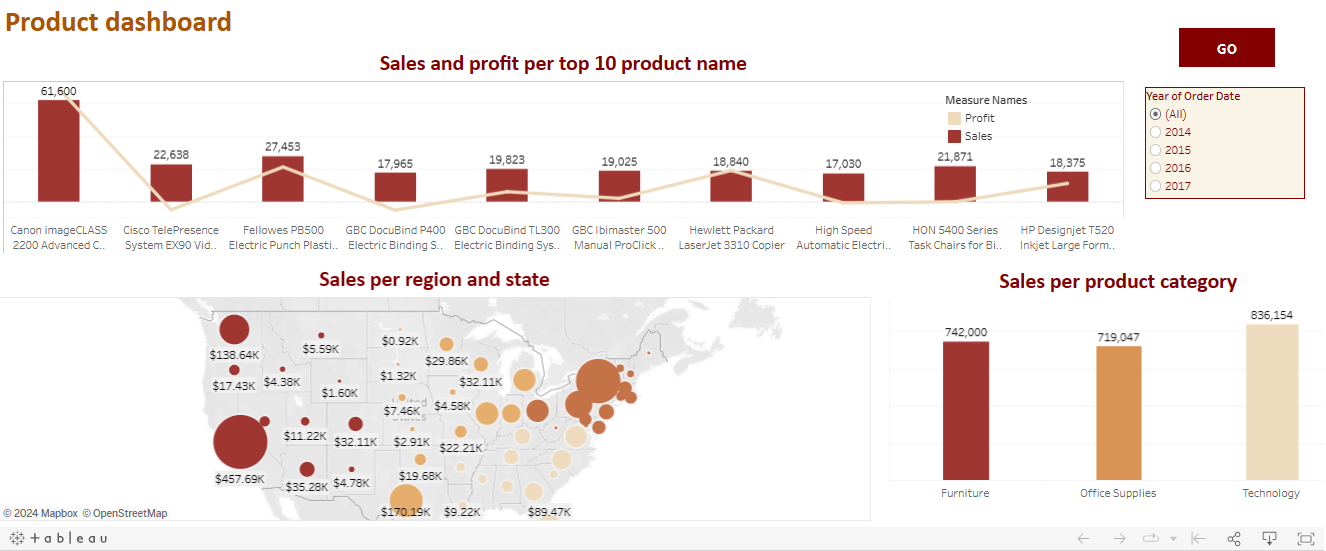 Product dashboard
GO
Sales and profit per top 10 product name
Year of Order Date
(All)
2014
2015
2016
2017
Measure Names
Profit
Sales
61,600
22,638
27,453
17,965
19,823
19,025
18,840
17,030
21,871
18,375
Canon imageCLASS
2200 Advanced C..
Cisco TelePresence
System EX90 Vid..
Fellowes PB500
Electric Punch Plasti..
GBC DocuBind P400
Electric Binding S..
GBC DocuBind TL300
Electric Binding Sys..
GBC Ibimaster 500
Manual ProClick ..
Hewlett Packard
LaserJet 3310 Copier
High Speed
Automatic Electri..
HON 5400 Series
Task Chairs for Bi..
HP Designjet T520
Inkjet Large Form..
Sales per region and state
$138.64K
$5.59K
$0.92K
$29.86K
$17.43K
$4.38K
$1.60K
$1.32K
$32.11K
$7.46K
$4.58K
United
States
$11.22K
$32.11K
$2.91K
$22.21K
$457.69K
$35.28K
$4.78K
$19.68K
$170.19K
$9.22K
$89.47K
© 2024 Mapbox © OpenStreetMap
Sales per product category
742,000
719,047
836,154
Furniture
Office Supplies
Technology
+ a b | e a u